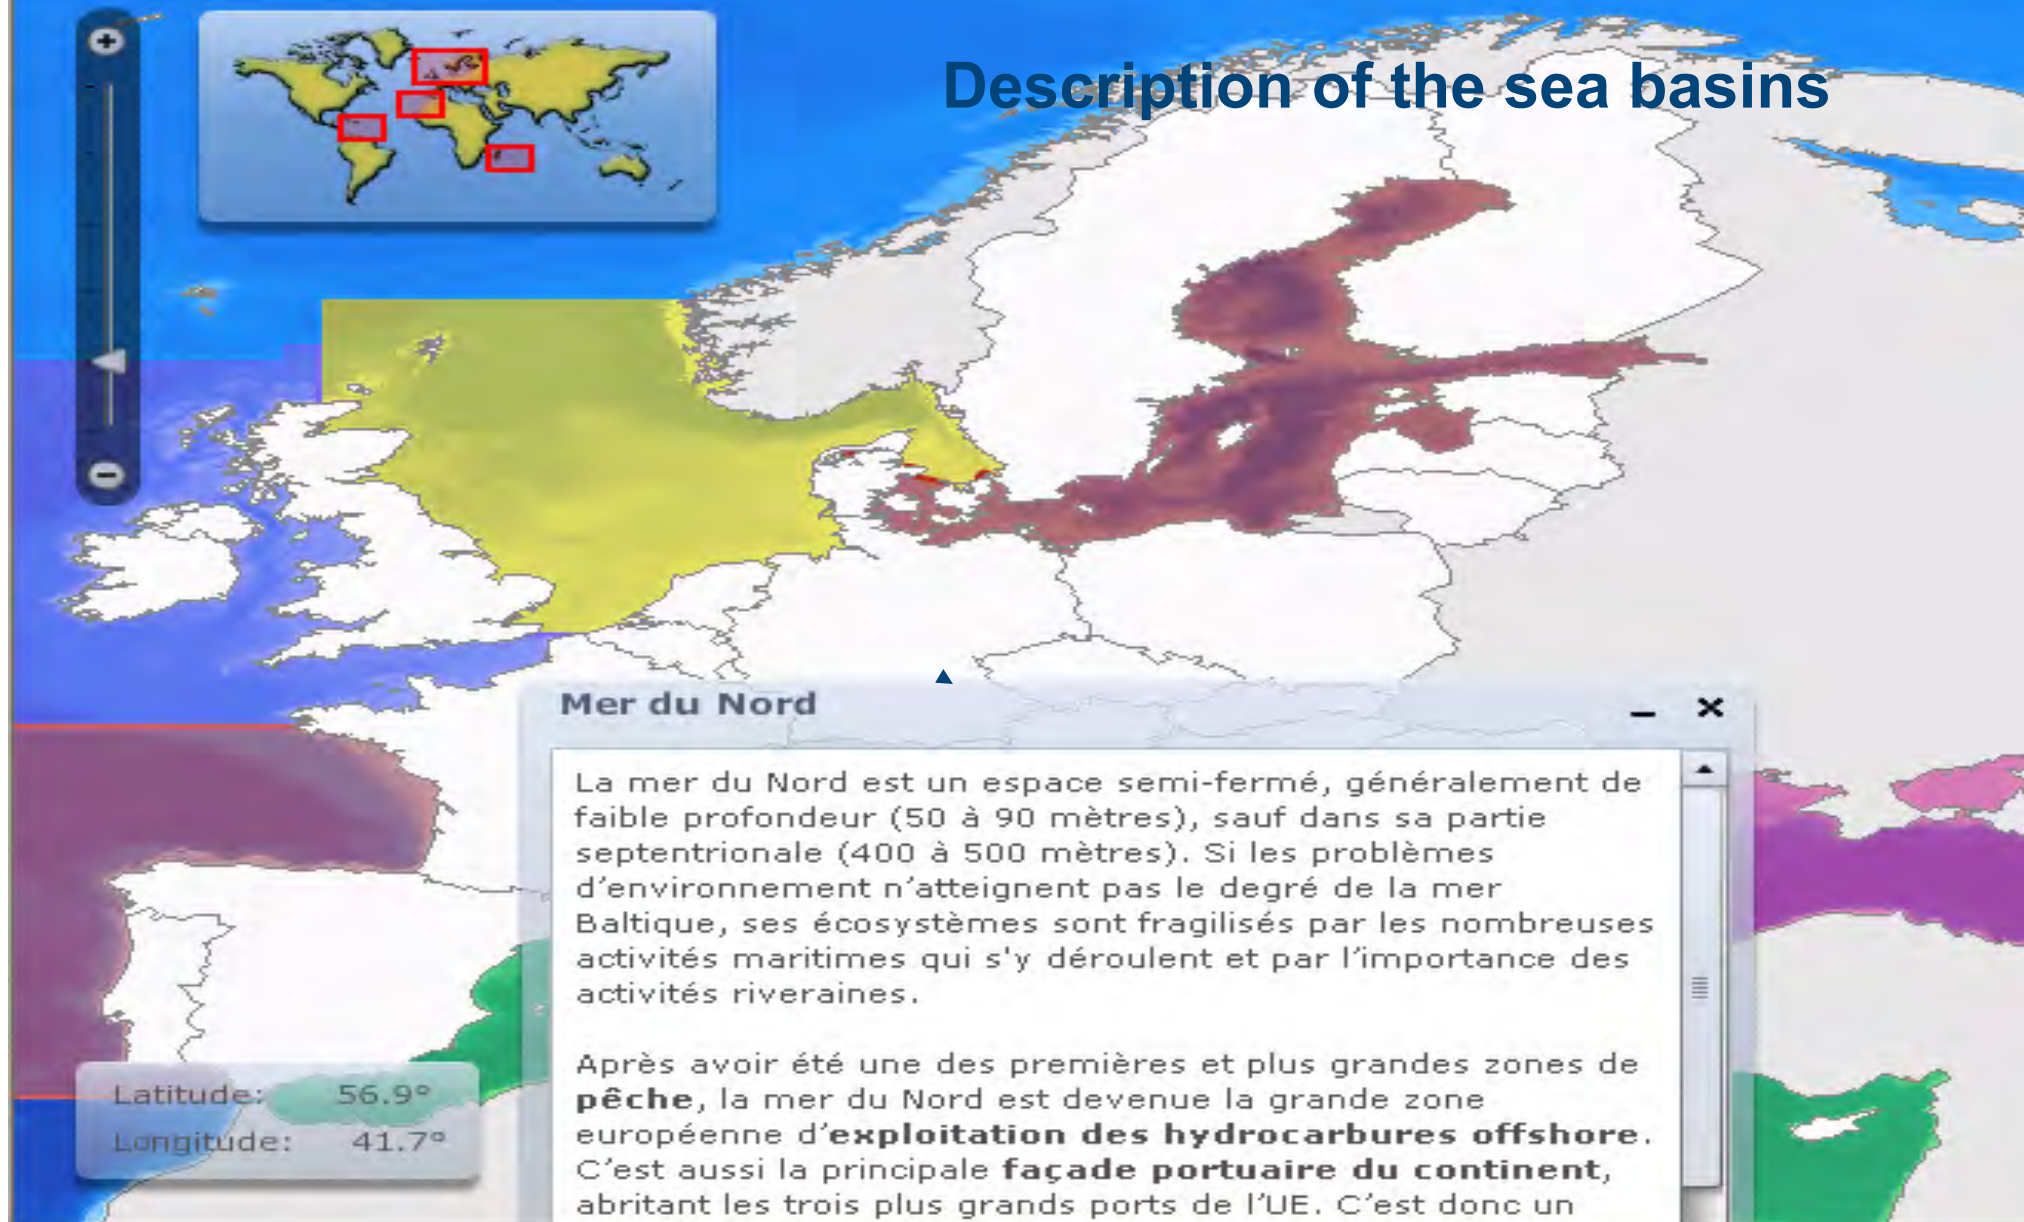 Description of the sea basins
Mer du Nord
La mer du Nord est un espace semi-fermé, généralement de
faible profondeur (50 à 90 mètres), sauf dans sa partie
septentrionale (400 à 500 mètres). Si les problèmes
d’environnement n’atteignent pas le degré de la mer
Baltique, ses écosystèmes sont fragilisés par les nombreuses
activités maritimes qui s'y déroulent et par l’importance des
activités riveraines.
Après avoir été une des premières et plus grandes zones de
pêche, la mer du Nord est devenue la grande zone
européenne d’exploitation des hydrocarbures offshore.
C’est aussi la principale façade portuaire du continent,
abritant les trois plus grands ports de l’UE. C’est donc un
Latitude: 56.9°
Longitude: 41.7°